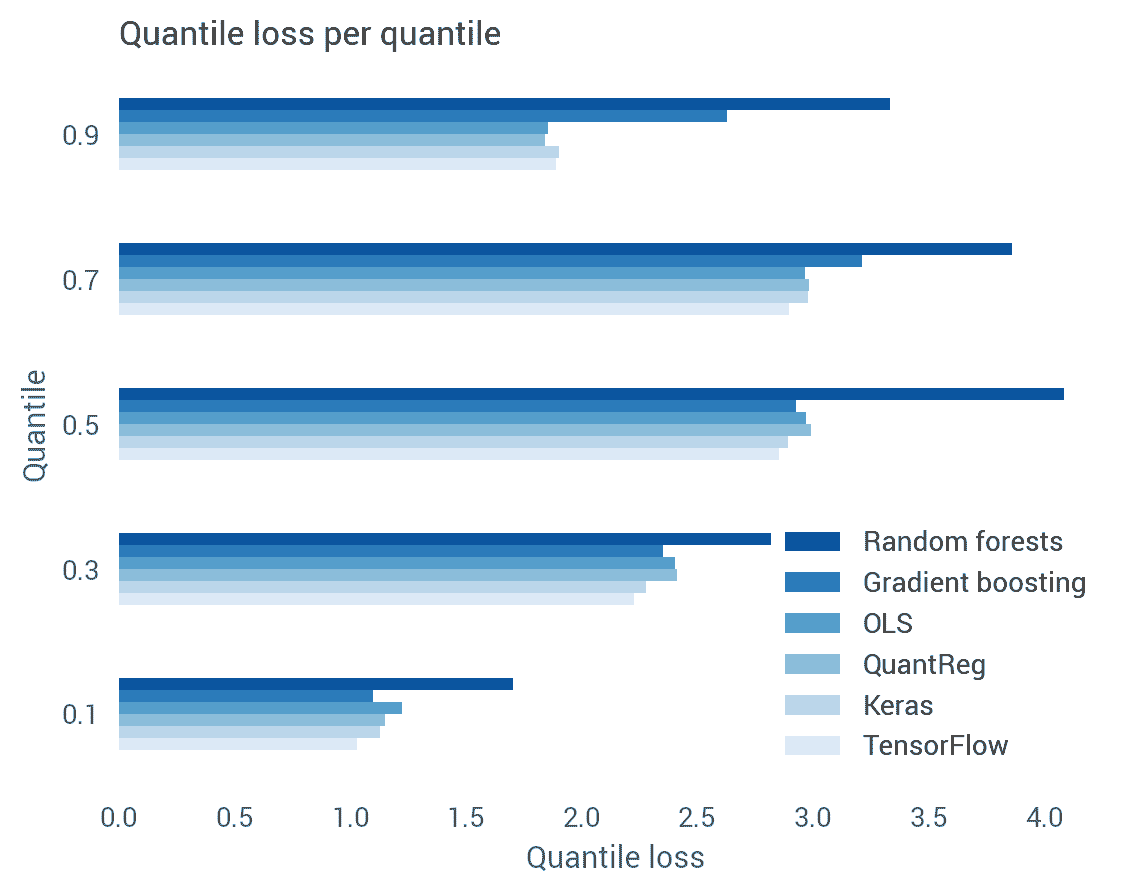 Quantile loss per quantile
0.9
0.7
0.5
0.3
0.1
Quantile
Random forests
Gradient boosting
OLS
QuantReg
Keras
TensorFlow
0.0 0.5 1.0 1.5 2.0 2.5 3.0 3.5 4.0
Quantile loss